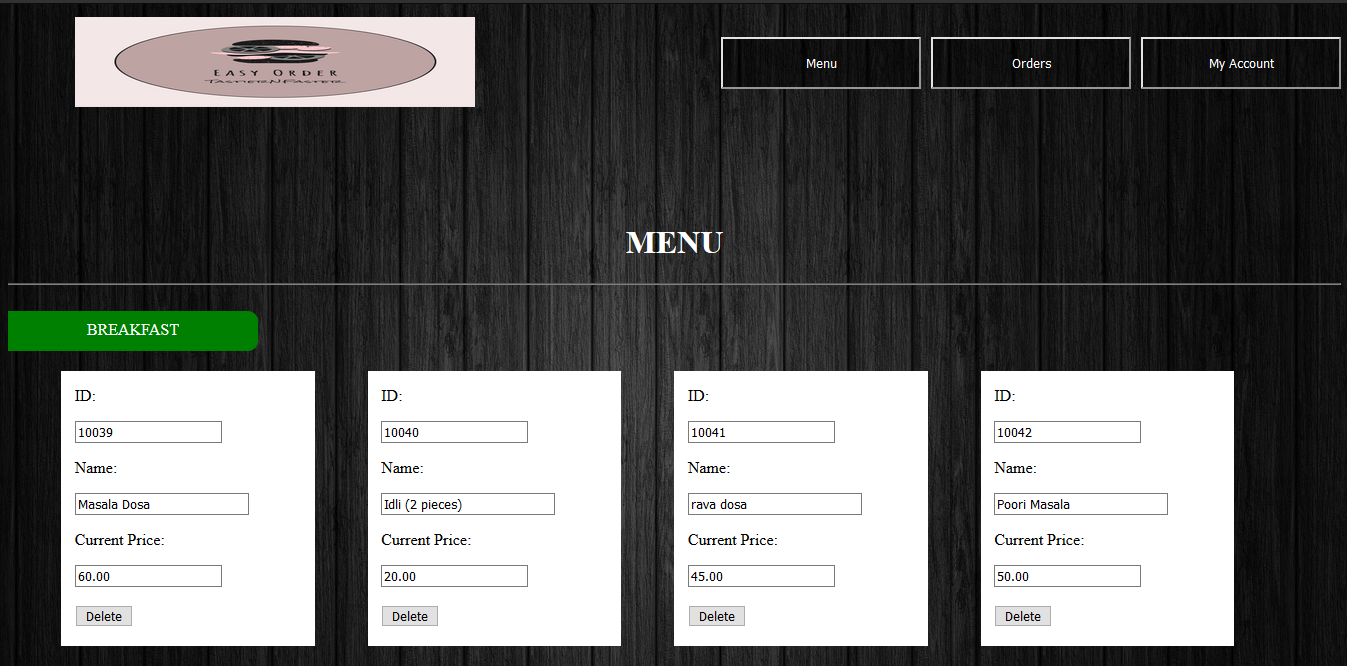 EASY ORDER
TASTIER N FASTER
Menu
Orders
My Account
MENU
BREAKFAST
ID:
10039
Name:
Masala Dosa
Current Price:
60.00
Delete
ID:
10040
Name:
Idli (2 pieces)
Current Price:
20.00
Delete
ID:
10041
Name:
rava dosa
Current Price:
45.00
Delete
ID:
10042
Name:
Poori Masala
Current Price:
50.00
Delete